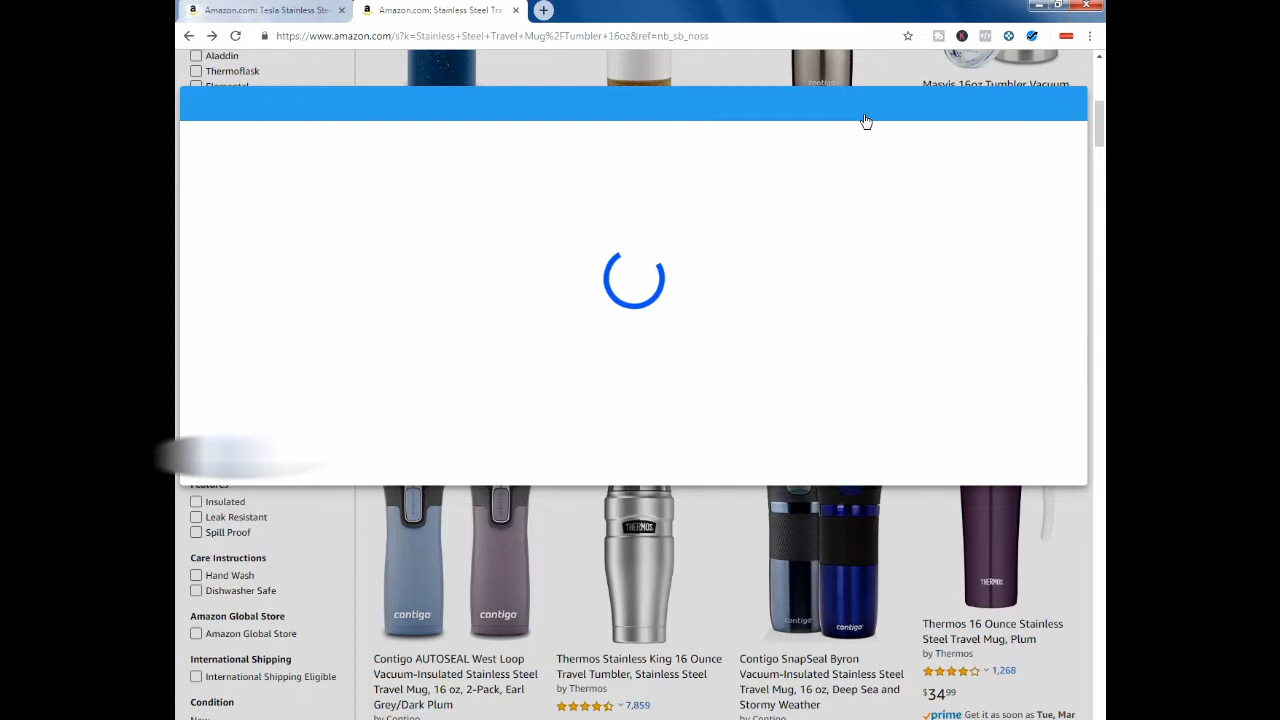 Amazon.com: Tesla Stainless Ste
Amazon.com: Stainless Steel Tra
https://www.amazon.com/s?k=Stainless+Steel+Travel+Mug%2FTumbler+16oz&ref=nb_sb_noss
Aladdin
Thermoflask
Elemental
contigo
Masvis 16oz Tumbler Vacuum
Features
Insulated
Leak Resistant
Spill Proof
Care Instructions
Hand Wash
Dishwasher Safe
Amazon Global Store
Amazon Global Store
International Shipping
International Shipping Eligible
Condition
New
contigo
contigo
Contigo AUTOSEAL West Loop
Vacuum-Insulated Stainless Steel
Travel Mug, 16 oz, 2-Pack, Earl
Grey/Dark Plum
by Contigo
THERMOS
Thermos Stainless King 16 Ounce
Travel Tumbler, Stainless Steel
by Thermos
7,859
contigo
contigo
Contigo SnapSeal Byron
Vacuum-Insulated Stainless Steel
Travel Mug, 16 oz, Deep Sea and
Stormy Weather
by Contigo
THERMOS
Thermos 16 Ounce Stainless
Steel Travel Mug, Plum
by Thermos
1,268
$34.99
prime Get it as soon as Tue, Mar